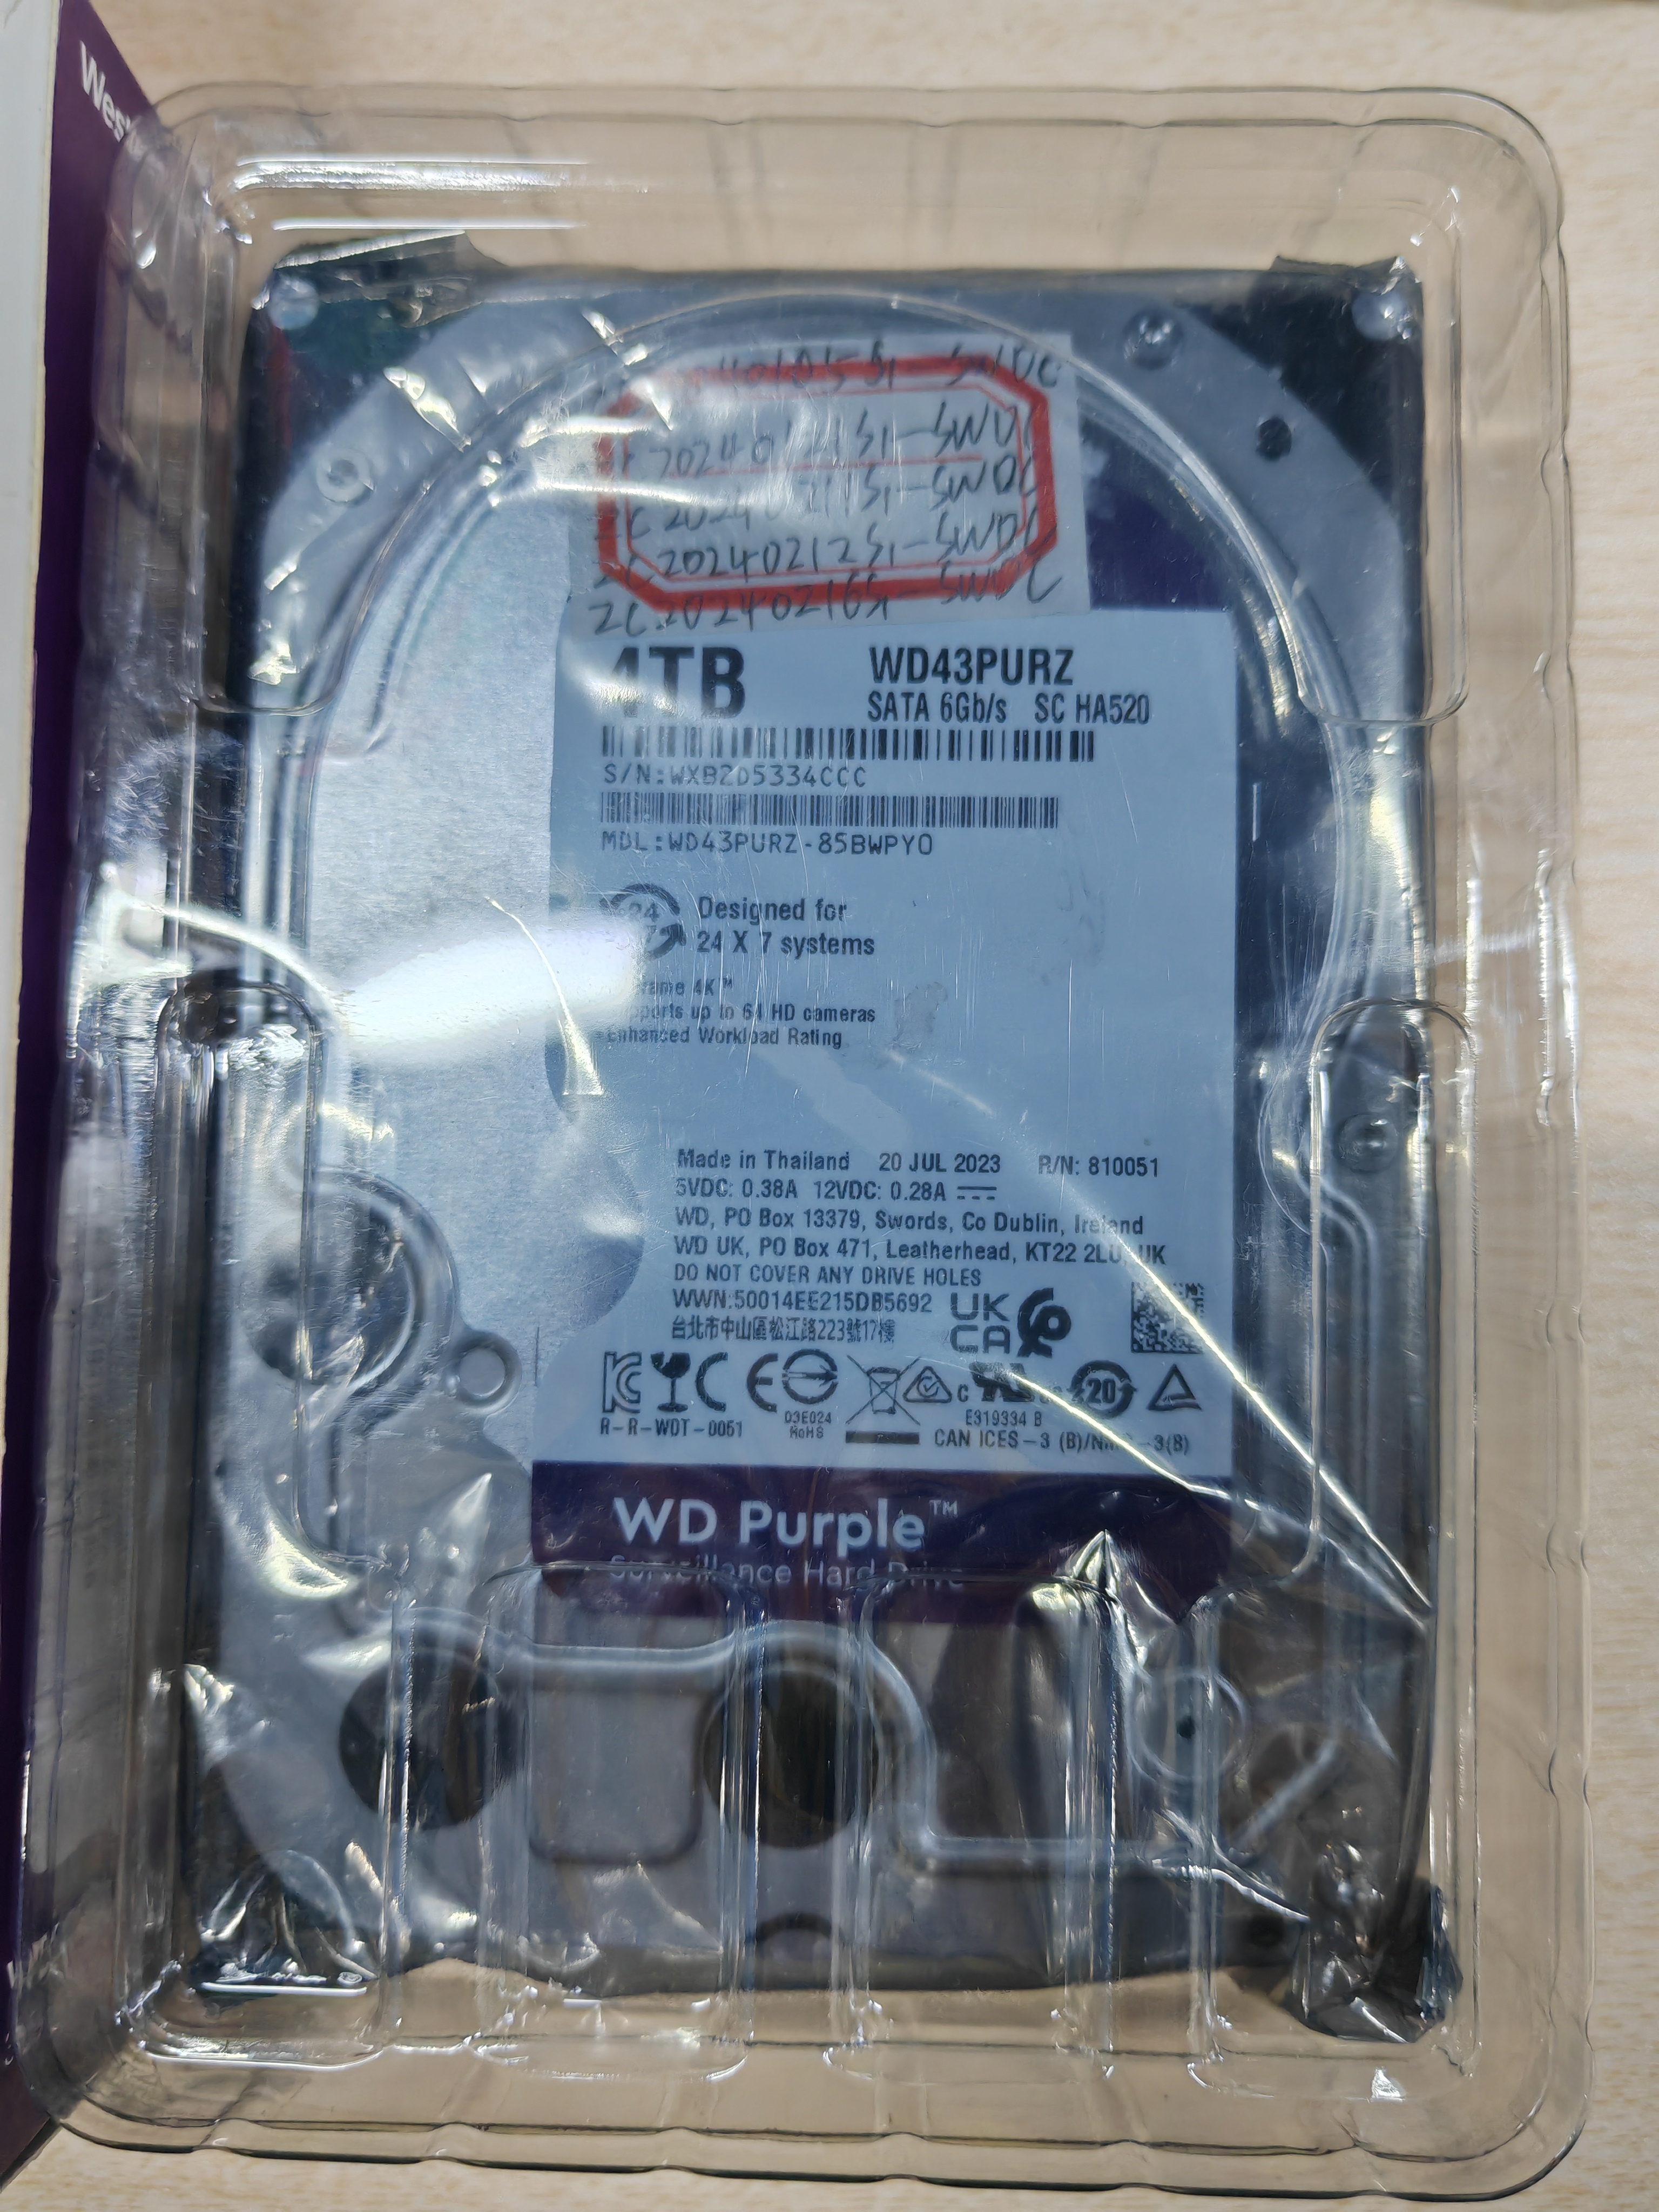 4TB
WD43PURZ
SATA 6Gb/s SC HA520
S/N:WXB2D5334CCC
MDL:WD43PURZ-85BWPY0
24
Designed for
24 X 7 systems
4K™
up to 64 HD cameras
Enhanced Workload Rating
Made in Thailand 20 JUL 2023 R/N: 810051
5VDC: 0.38A 12VDC: 0.28A
WD, PO Box 13379, Swords, Co Dublin, Ireland
WD UK, PO Box 471, Leatherhead, KT22 2LU, UK
DO NOT COVER ANY DRIVE HOLES
WWN:50014EE215DB5692
UK
CA
台北市中山區松江路223號17樓
R-R-WDT-0051
D3E024
RoHS
20
E319334 B
CAN ICES-3 (B)/NMB-3(B)
WD Purple™
Surveillance Hard Drive
ZC20240212S1-SWDC
ZC20240216S1-SWDC